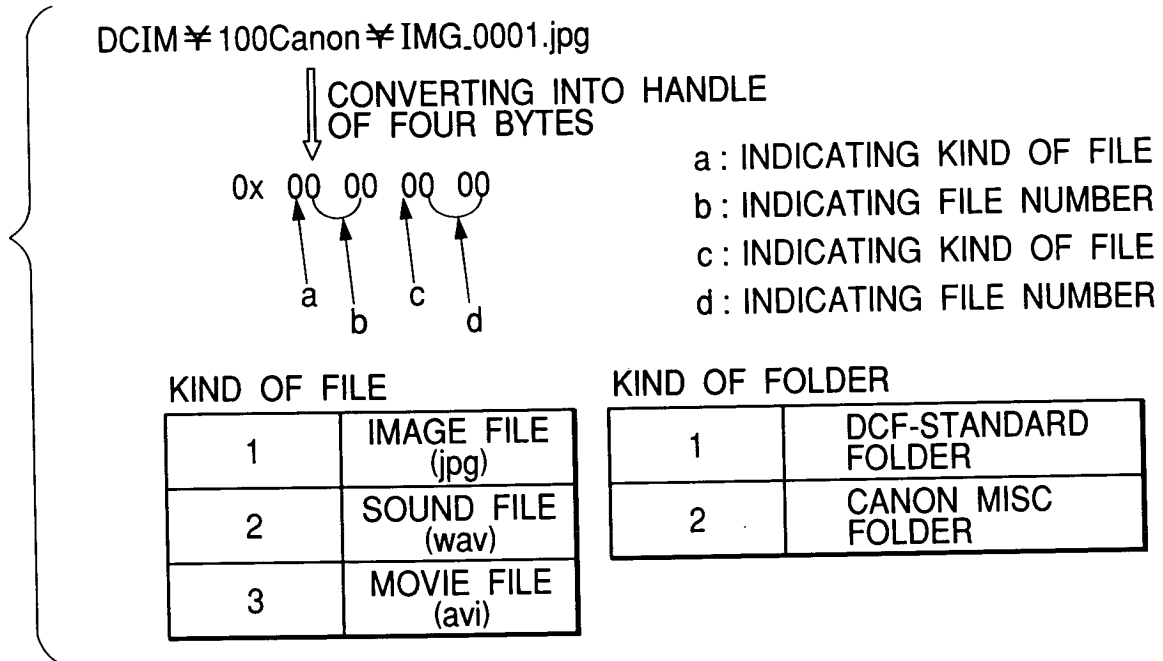 DCIM¥100Canon¥IMG_0001.jpg
CONVERTING INTO HANDLE
OF FOUR BYTES
0x 00 00 00 00
a
b
c
d
a : INDICATING KIND OF FILE
b : INDICATING FILE NUMBER
c : INDICATING KIND OF FILE
d : INDICATING FILE NUMBER
KIND OF FILE
1
IMAGE FILE
(jpg)
2
SOUND FILE
(wav)
3
MOVIE FILE
(avi)
KIND OF FOLDER
1
DCF-STANDARD
FOLDER
2
CANON MISC
FOLDER